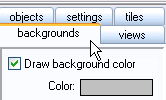 objects settings tiles
backgrounds views
Draw background color
Color: